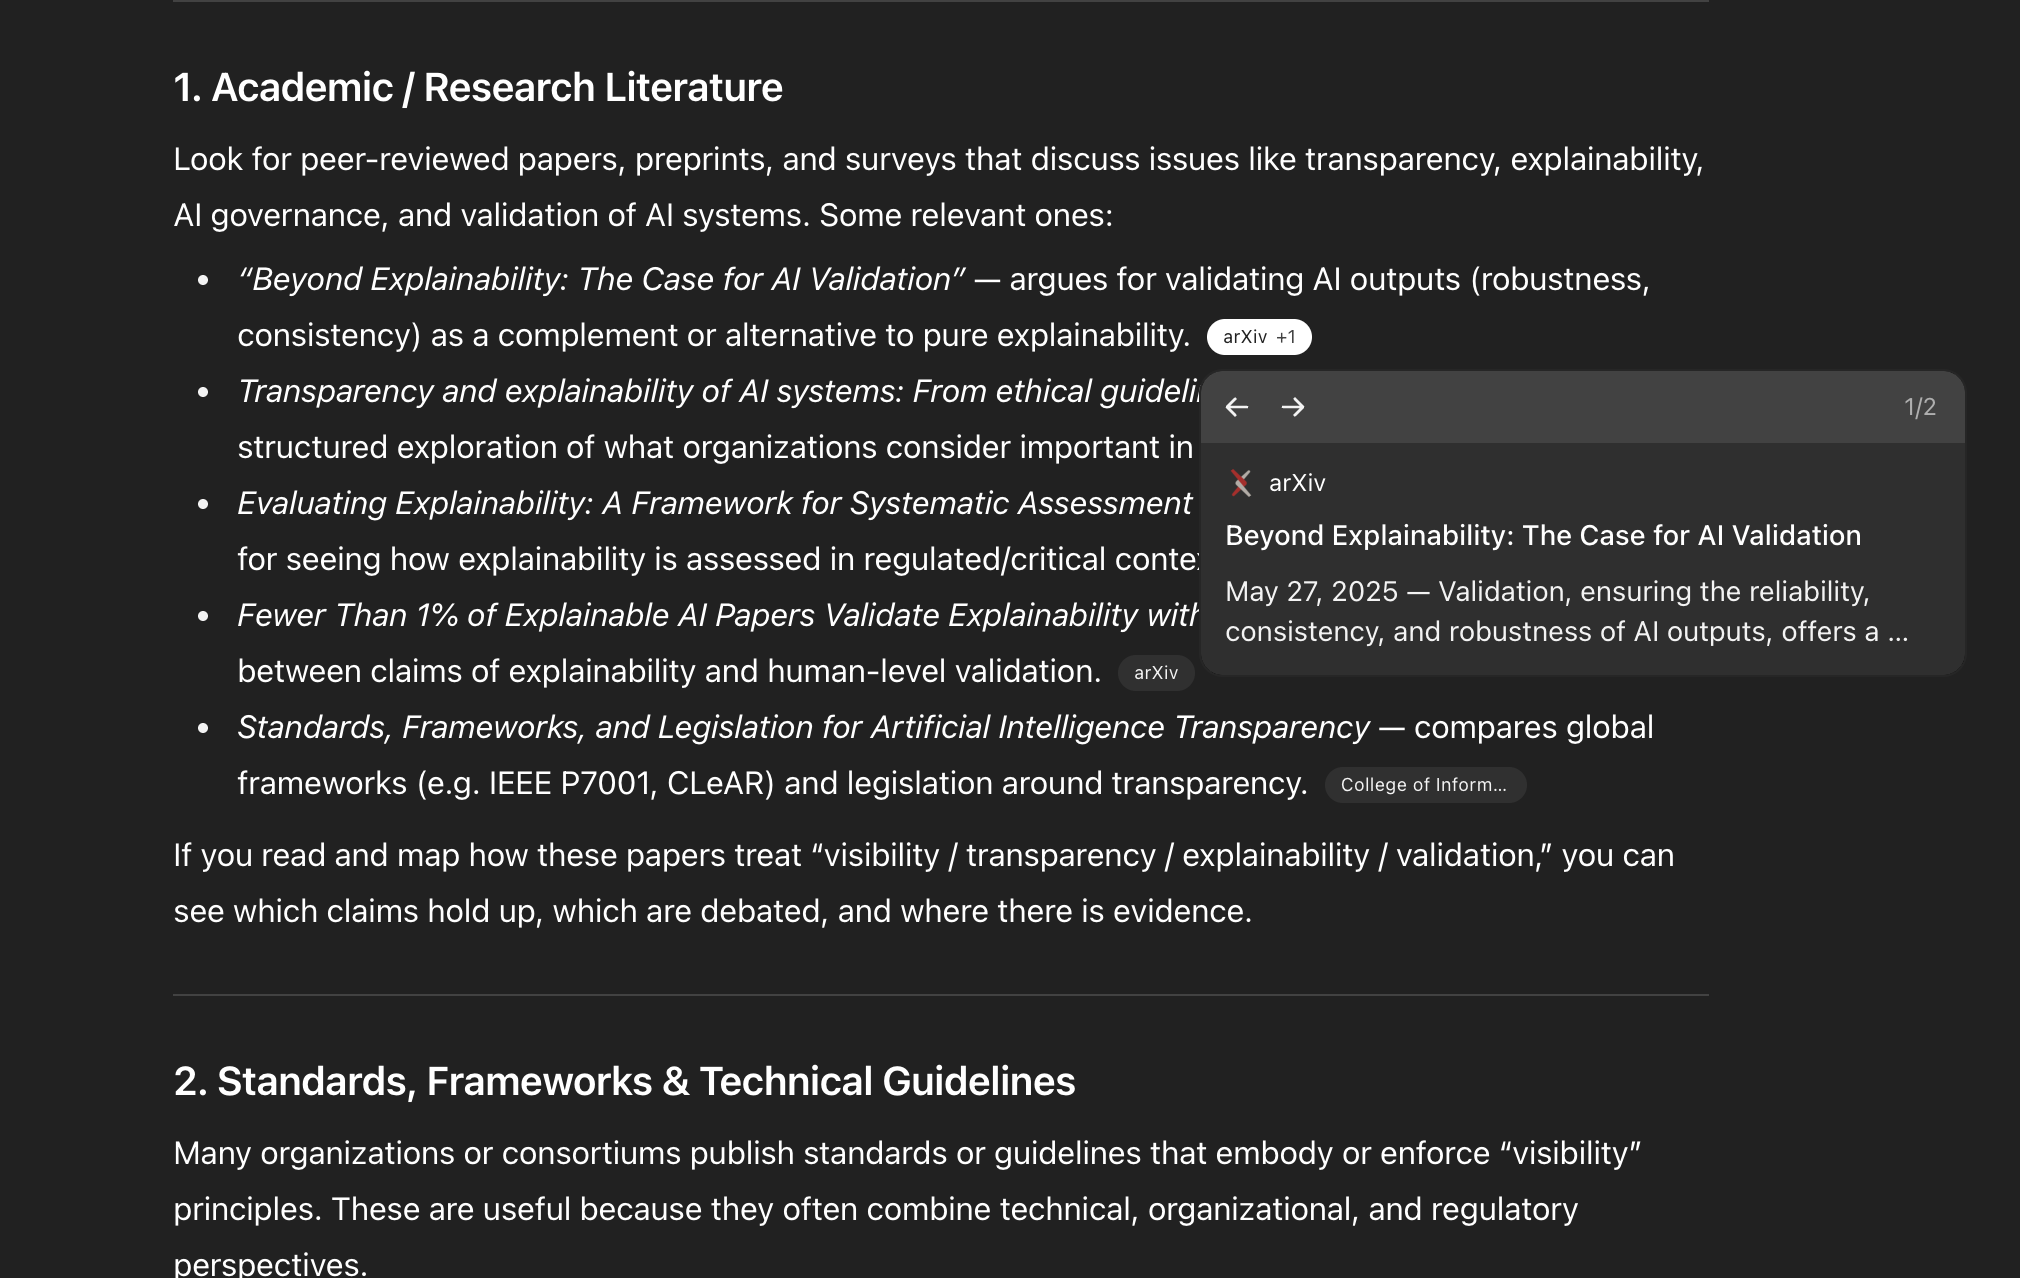 1. Academic / Research Literature
Look for peer-reviewed papers, preprints, and surveys that discuss issues like transparency, explainability,
AI governance, and validation of AI systems. Some relevant ones:
• “Beyond Explainability: The Case for AI Validation” — argues for validating AI outputs (robustness,
consistency) as a complement or alternative to pure explainability. arXiv +1
• Transparency and explainability of AI systems: From ethical
structured exploration of what organizations consider important in
• Evaluating Explainability: A Framework for Systematic Assessment
for seeing how explainability is assessed in regulated/critical
• Fewer Than 1% of Explainable AI Papers Validate Explainability
between claims of explainability and human-level validation. arXiv
• Standards, Frameworks, and Legislation for Artificial Intelligence Transparency — compares global
frameworks (e.g. IEEE P7001, CLeAR) and legislation around transparency. College of Inform...
If you read and map how these papers treat “visibility / transparency / explainability / validation,” you can
see which claims hold up, which are debated, and where there is evidence.
← → 1/2
arXiv
Beyond Explainability: The Case for AI Validation
May 27, 2025 — Validation, ensuring the reliability,
consistency, and robustness of AI outputs, offers a ...
2. Standards, Frameworks & Technical Guidelines
Many organizations or consortiums publish standards or guidelines that embody or enforce “visibility”
principles. These are useful because they often combine technical, organizational, and regulatory
perspectives.